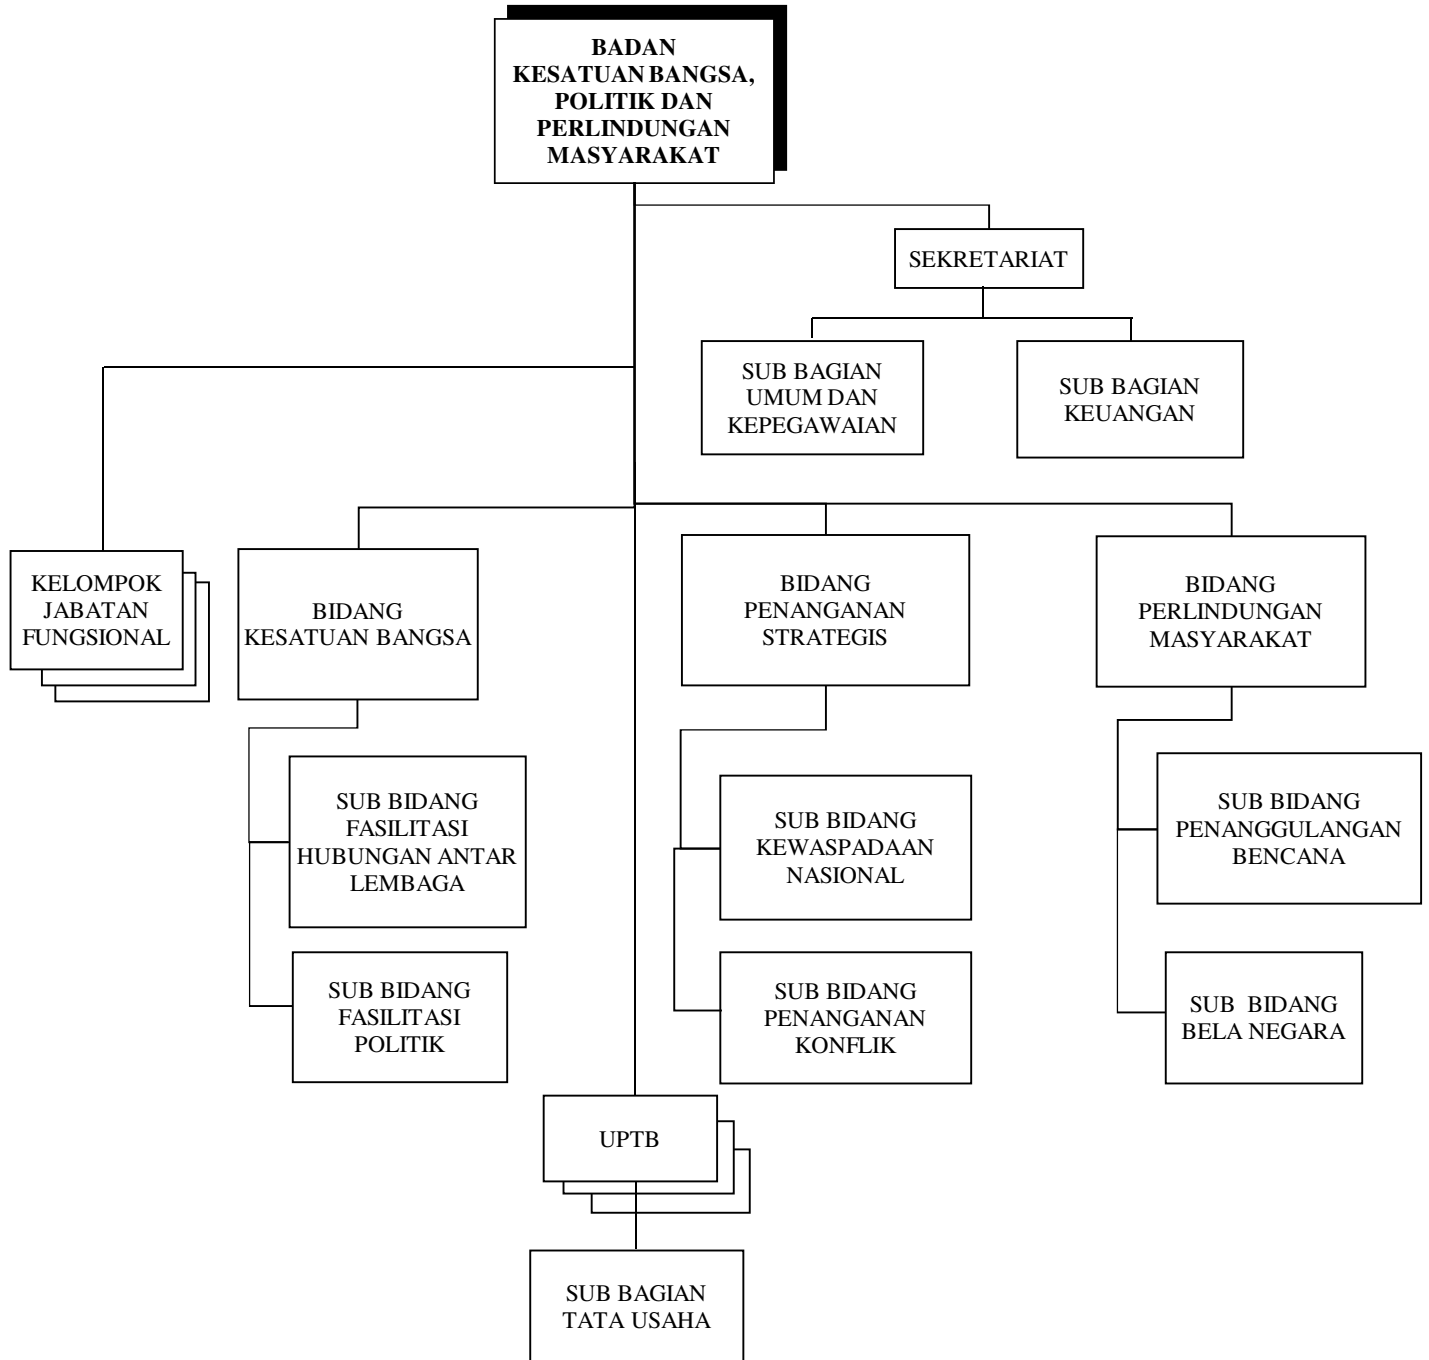 BADAN
KESATUAN BANGSA,
POLITIK DAN
PERLINDUNGAN
MASYARAKAT
SEKRETARIAT
SUB BAGIAN
UMUM DAN
KEPEGAWAIAN
SUB BAGIAN
KEUANGAN
KELOMPOK
JABATAN
FUNGSIONAL
BIDANG
KESATUAN BANGSA
BIDANG
PENANGANAN
STRATEGIS
BIDANG
PERLINDUNGAN
MASYARAKAT
SUB BIDANG
FASILITASI
HUBUNGAN ANTAR
LEMBAGA
SUB BIDANG
KEWASPADAAN
NASIONAL
SUB BIDANG
PENANGGULANGAN
BENCANA
SUB BIDANG
FASILITASI
POLITIK
SUB BIDANG
PENANGANAN
KONFLIK
SUB  BIDANG
BELA NEGARA
UPTB
SUB BAGIAN
TATA USAHA